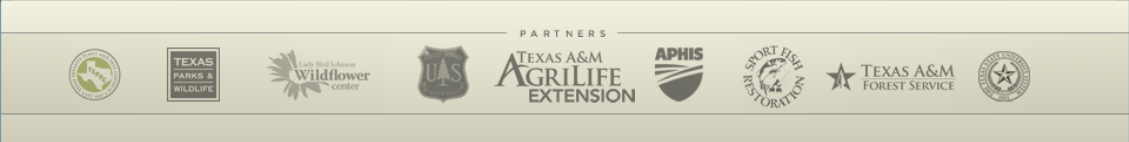 PARTNERS
TEXAS
PARKS &
WILDLIFE
Lady Bird Johnson
Wildflower
center
US
TEXAS A&M
AGRILIFE
EXTENSION
APHIS
SPORT FISH
RESTORATION
TEXAS A&M
FOREST SERVICE